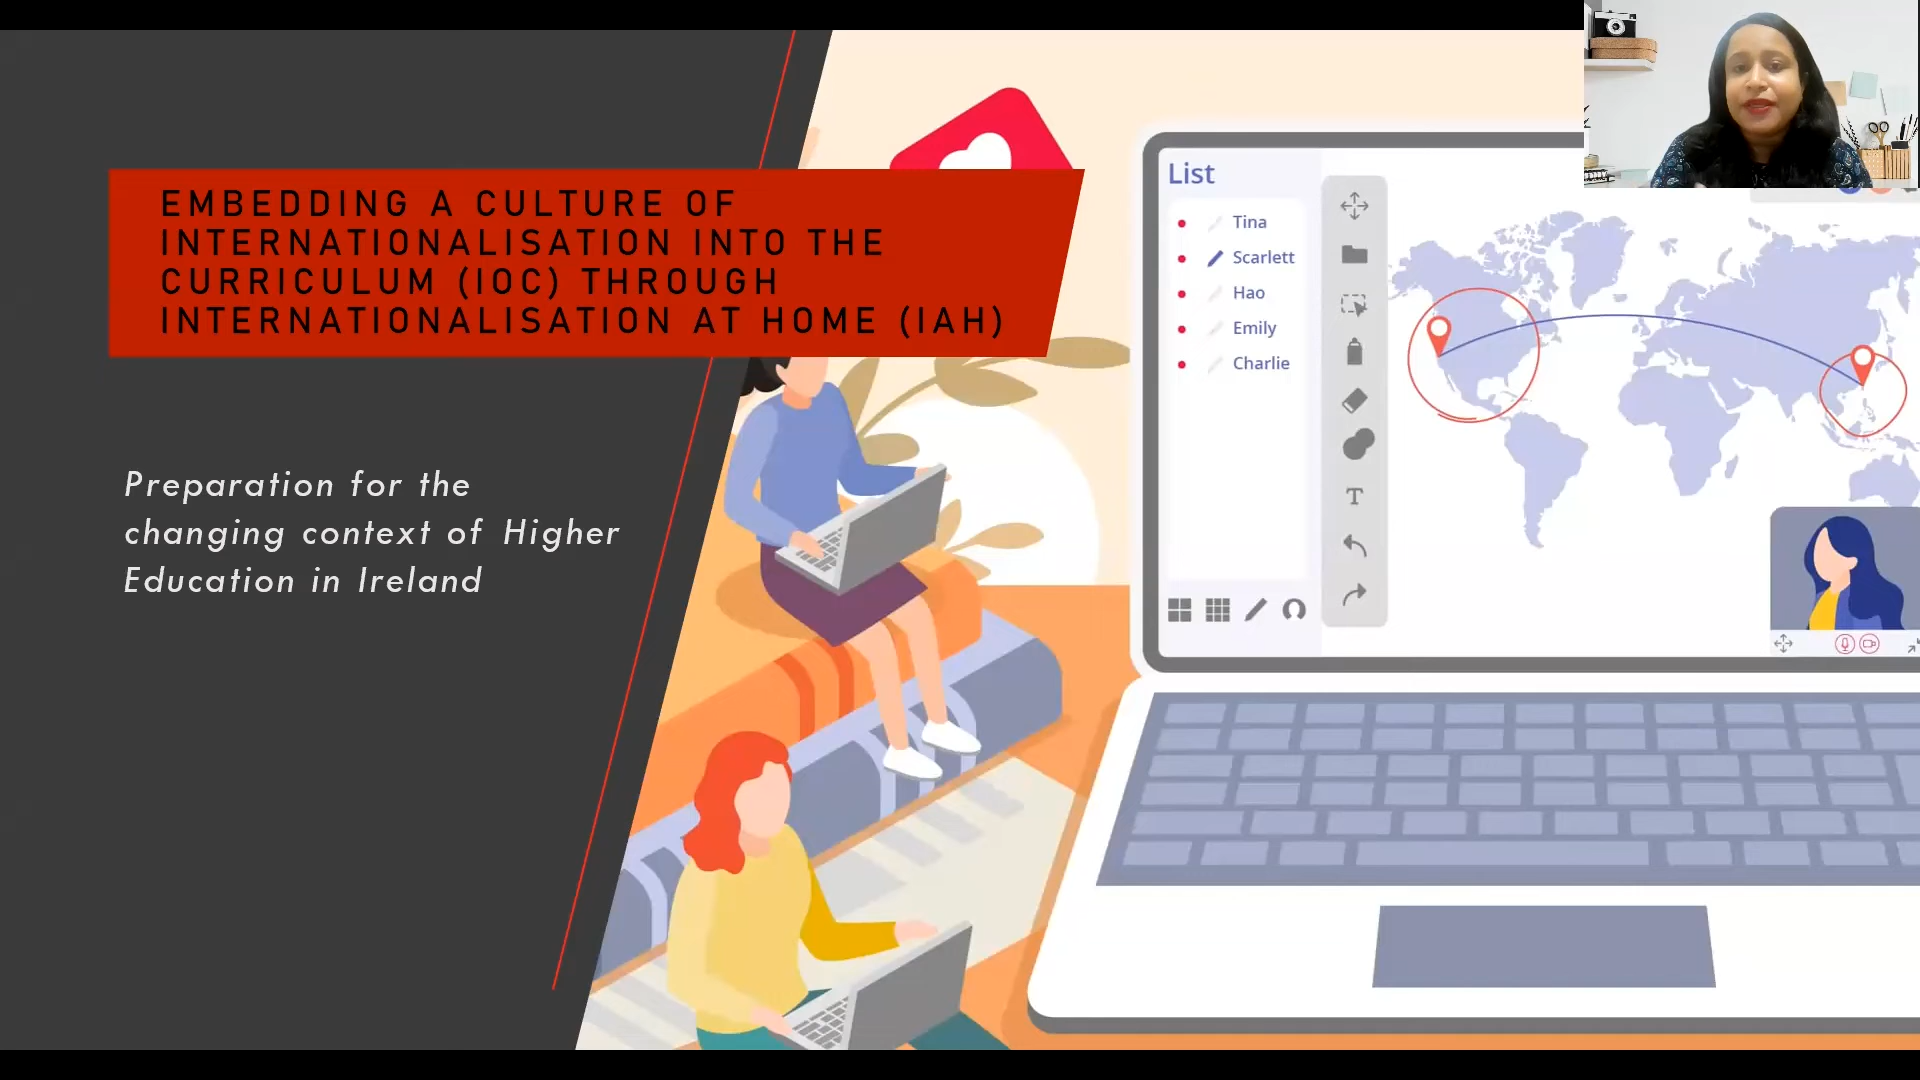 EMBEDDING A CULTURE OF
INTERNATIONALISATION INTO THE
CURRICULUM (IOC) THROUGH
INTERNATIONALISATION AT HOME (IAH)
Preparation for the
changing context of Higher
Education in Ireland
List
Tina
Scarlett
Hao
Emily
Charlie
T